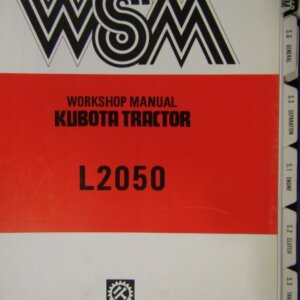 WSM
WORKSHOP MANUAL
KUBOTA TRACTOR
L2050
S.G GENERAL
S.S SEPARATION
S.1 ENGINE
S.2 CLUTCH
S.3